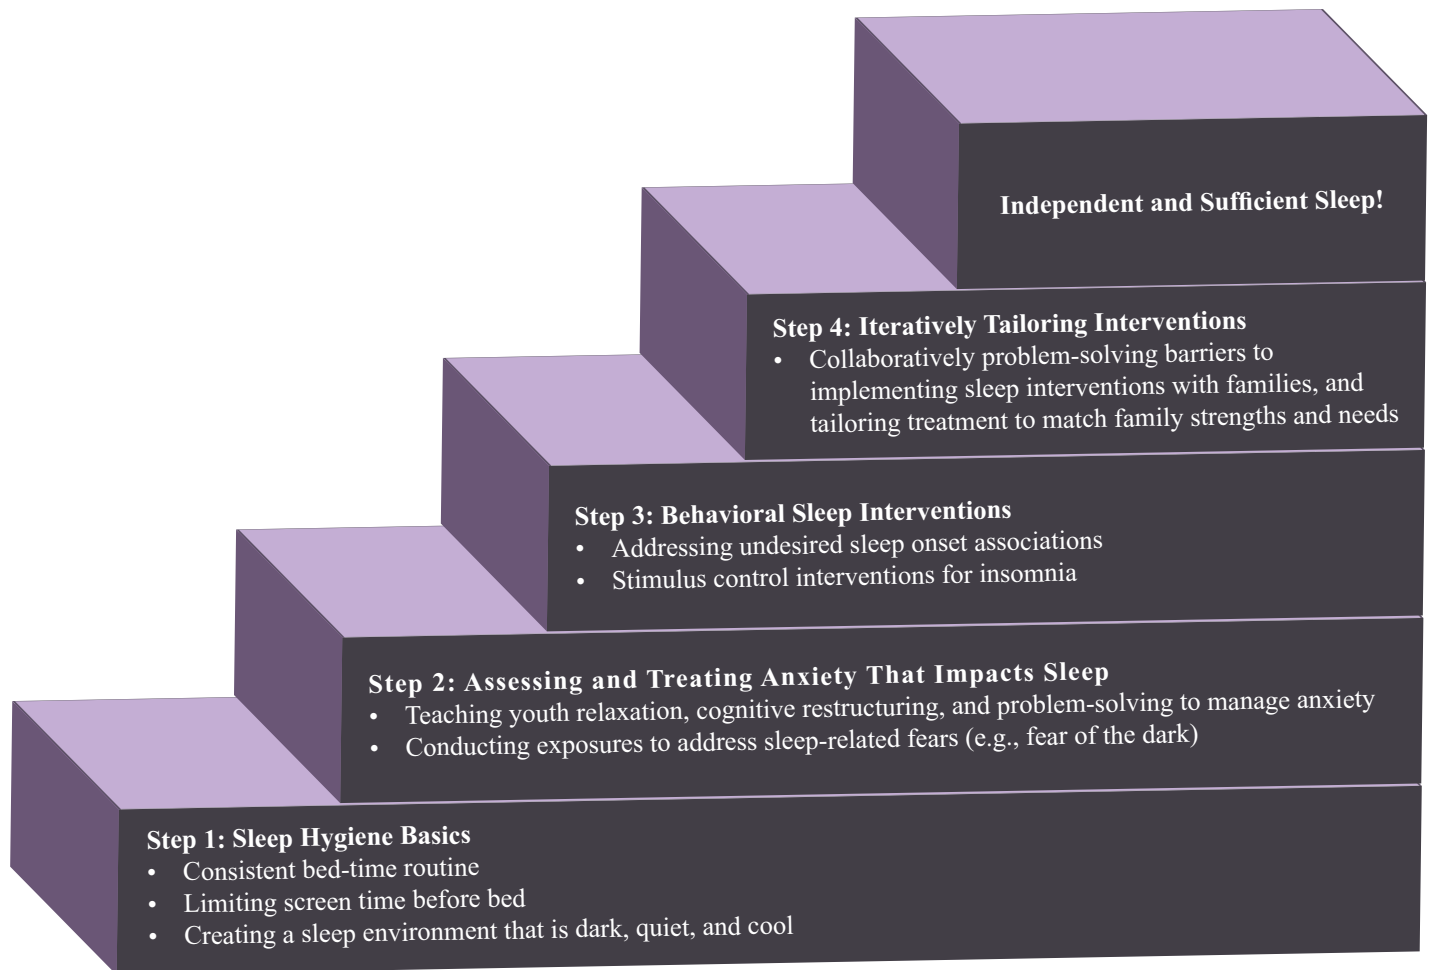 Independent and Sufficient Sleep!
Step 4: Iteratively Tailoring Interventions
• Collaboratively problem-solving barriers to
implementing sleep interventions with families, and
tailoring treatment to match family strengths and needs
Step 3: Behavioral Sleep Interventions
• Addressing undesired sleep onset associations
• Stimulus control interventions for insomnia
Step 2: Assessing and Treating Anxiety That Impacts Sleep
• Teaching youth relaxation, cognitive restructuring, and problem-solving to manage anxiety
• Conducting exposures to address sleep-related fears (e.g., fear of the dark)
Step 1: Sleep Hygiene Basics
• Consistent bed-time routine
• Limiting screen time before bed
• Creating a sleep environment that is dark, quiet, and cool